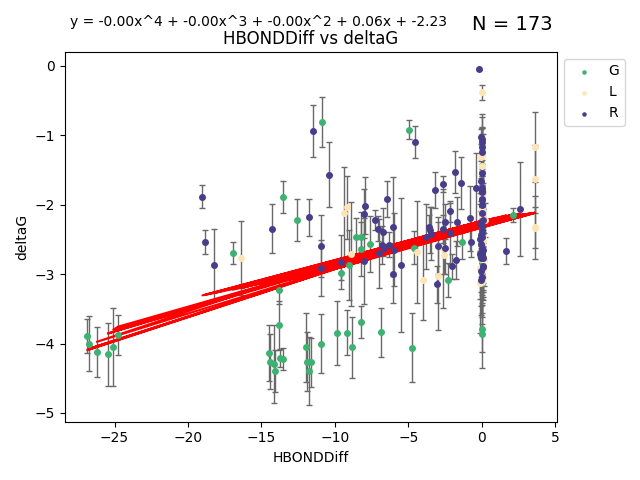 y = -0.00x^4 + -0.00x^3 + -0.00x^2 + 0.06x + -2.23
N = 173
HBONDDiff vs deltaG
0
−1
−2
−3
−4
−5
deltaG
−25
−20
−15
−10
−5
0
5
HBONDDiff
G
L
R